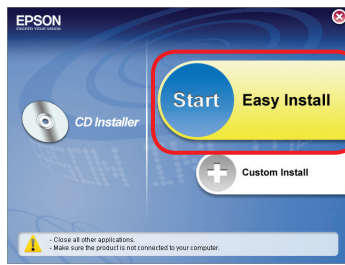 EPSON
EXCEED YOUR VISION
CD Installer
Start
Easy Install
Custom Install
- Close all other applications.
- Make sure the product is not connected to your computer.